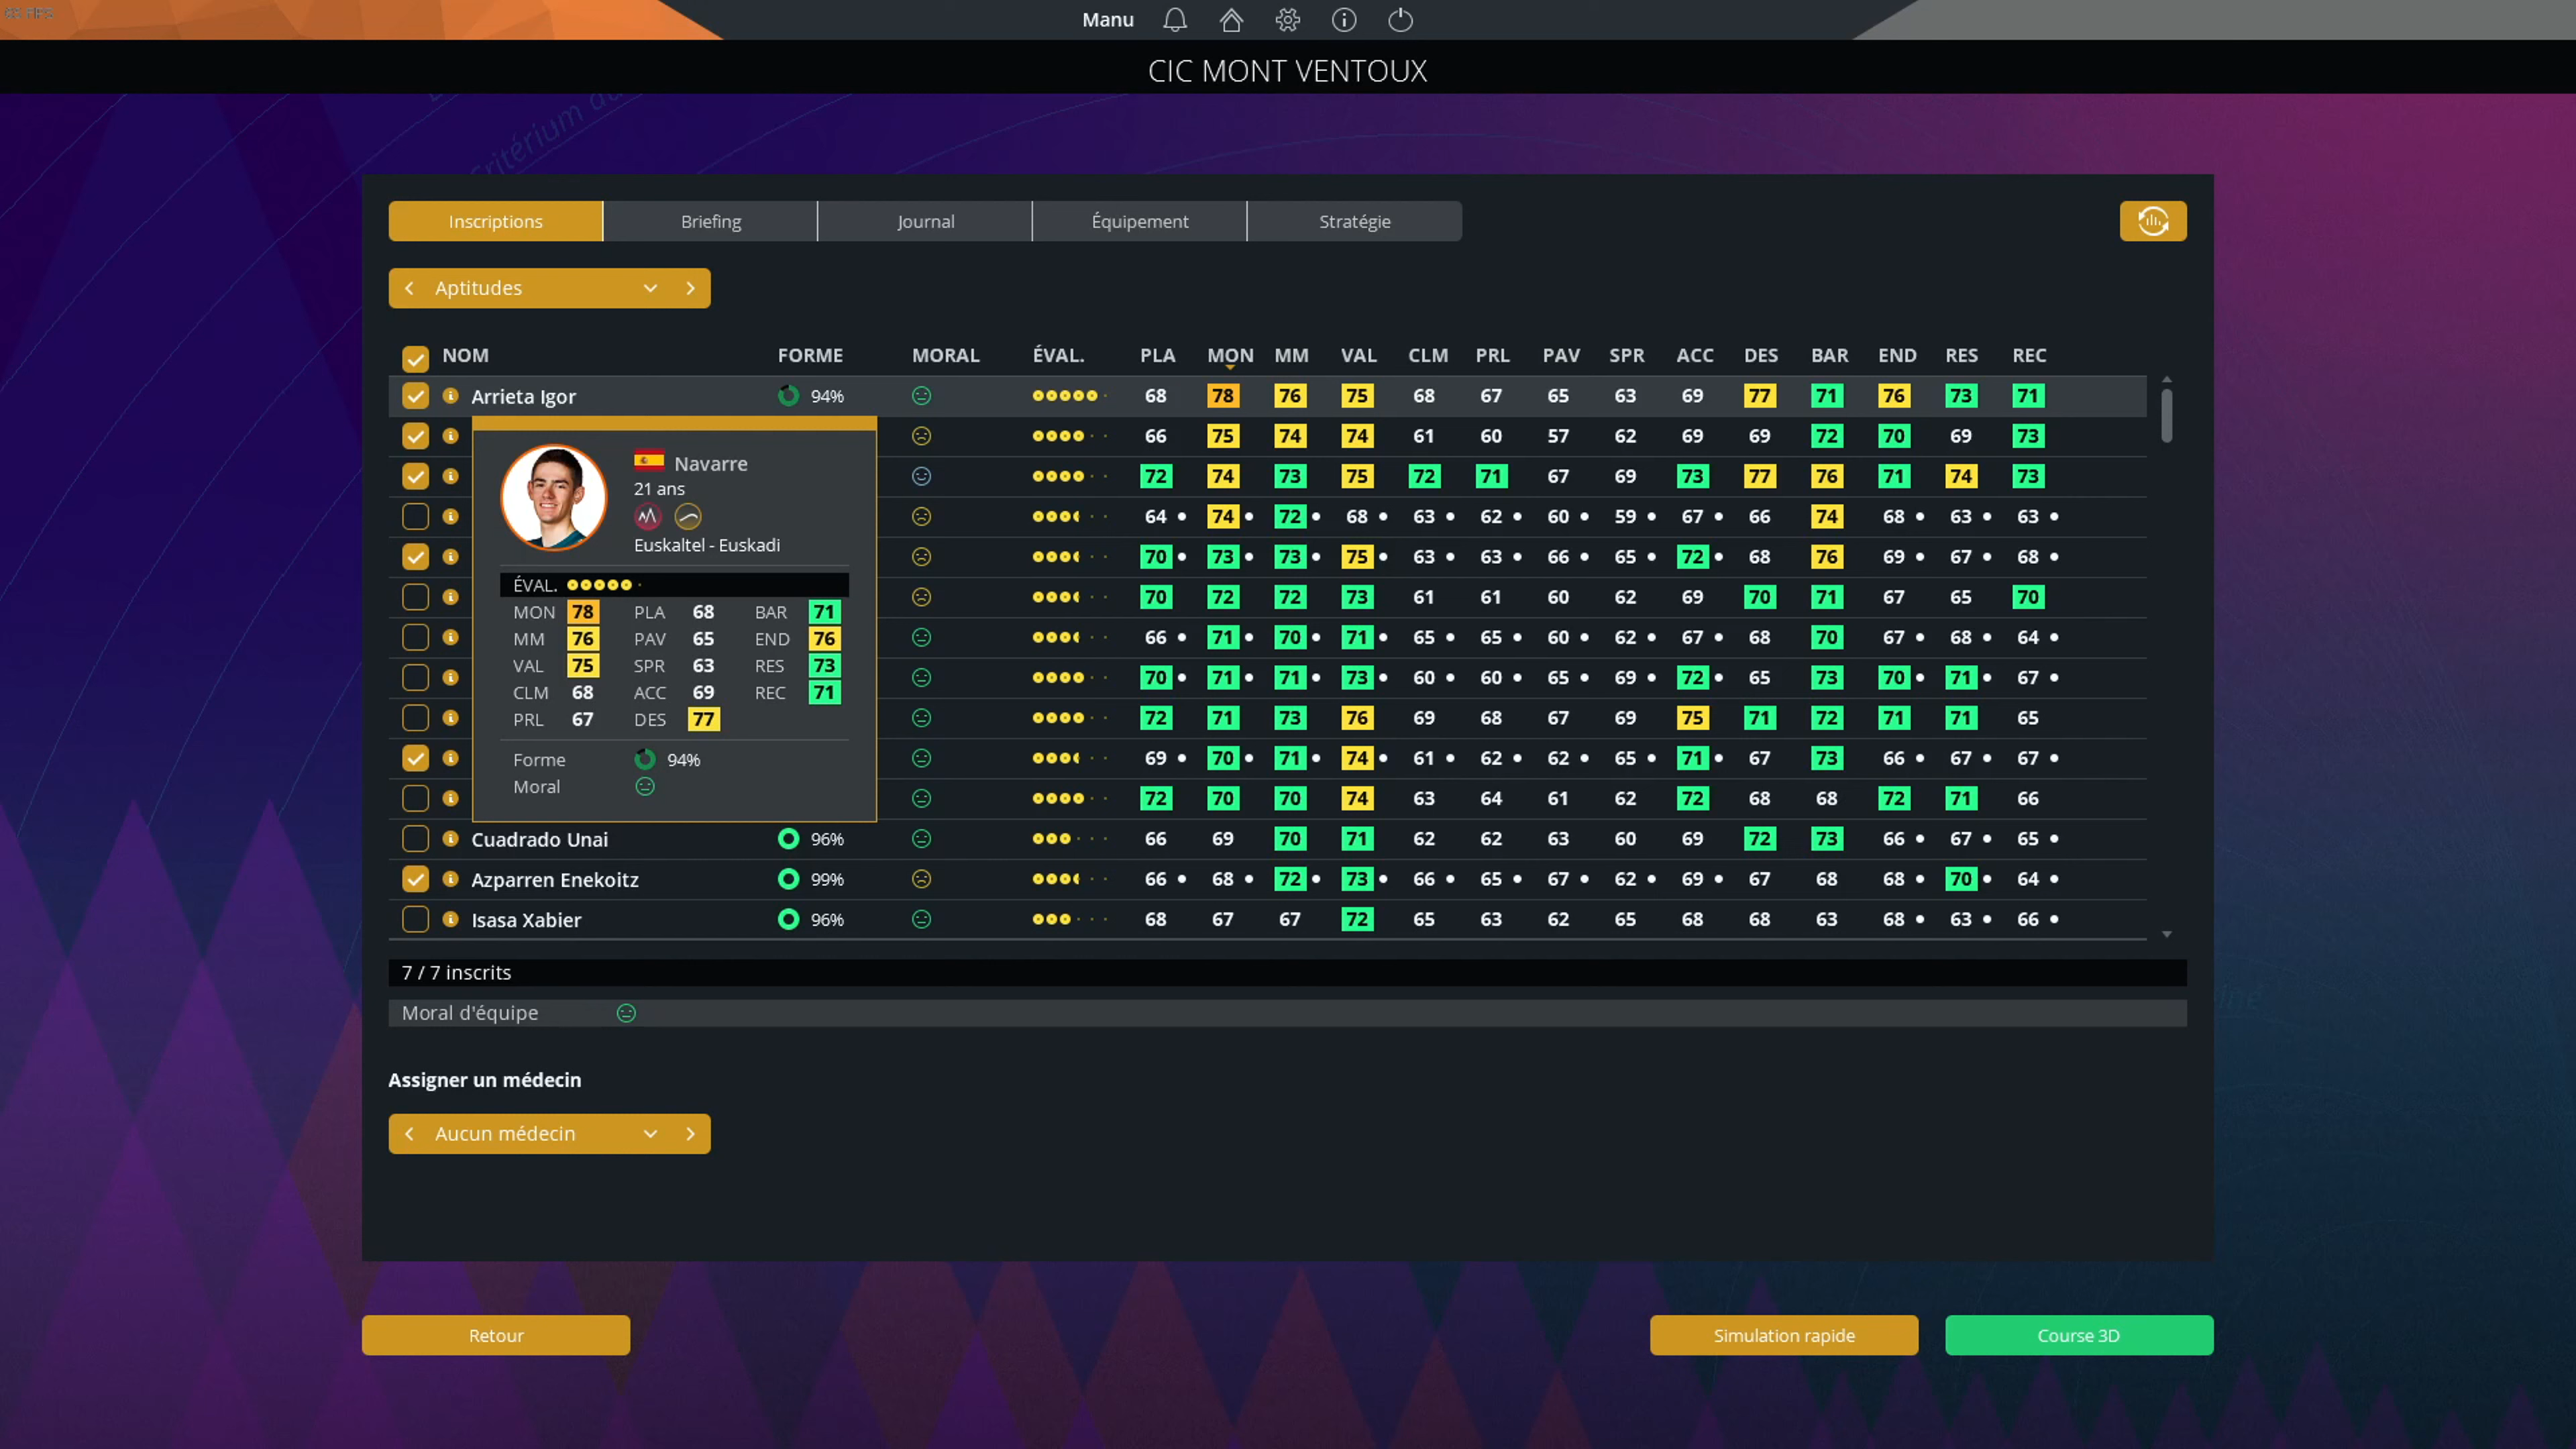 Manu
CIC MONT VENTOUX
Inscriptions Briefing Journal Équipement Stratégie
Aptitudes
NOM FORME MORAL ÉVAL. PLA MON MM VAL CLM PRL PAV SPR ACC DES BAR END RES REC
Arrieta Igor 94% 68 78 76 75 68 67 65 63 69 77 71 76 73 71
66 75 74 74 61 60 57 62 69 69 72 70 69 73
72 74 73 75 72 71 67 69 73 77 76 71 74 73
64 74 72 68 63 62 60 59 67 66 74 68 63 63
70 73 73 75 63 63 66 65 72 68 76 69 67 68
70 72 72 73 61 61 60 62 69 70 71 67 65 70
66 71 70 71 65 65 60 62 67 68 70 67 68 64
70 71 71 73 60 60 65 69 72 65 73 70 71 67
72 71 73 76 69 68 67 69 75 71 72 71 71 65
69 70 71 74 61 62 62 65 71 67 73 66 67 67
72 70 70 74 63 64 61 62 72 68 68 72 71 66
Cuadrado Unai 96% 66 69 70 71 62 62 63 60 69 72 73 66 67 65
Azparren Enekoitz 99% 66 68 72 73 66 65 67 62 69 67 68 68 70 64
Isasa Xabier 96% 68 67 67 72 65 63 62 65 68 68 63 68 63 66
Navarre
21 ans
Euskaltel - Euskadi
ÉVAL.
MON 78 PLA 68 BAR 71
MM 76 PAV 65 END 76
VAL 75 SPR 63 RES 73
CLM 68 ACC 69 REC 71
PRL 67 DES 77
Forme 94%
Moral
7 / 7 inscrits
Moral d'équipe
Assigner un médecin
Aucun médecin
Retour Simulation rapide Course 3D